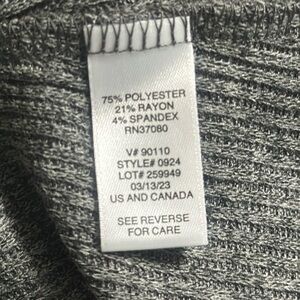 75% POLYESTER
21% RAYON
4% SPANDEX
RN37080
V# 90110
STYLE# 0924
LOT# 259949
03/13/23
US AND CANADA
SEE REVERSE
FOR CARE